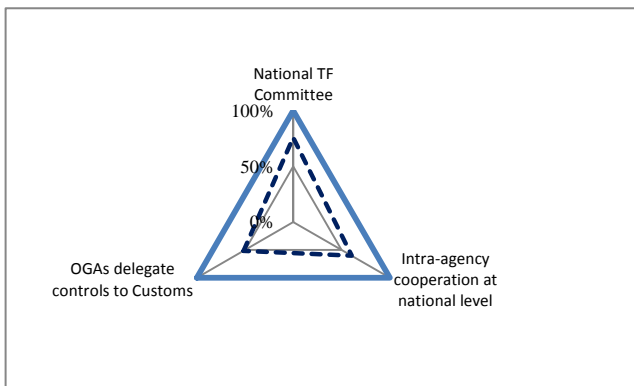 National TF
Committee
100%
50%
0%
OGAs delegate
controls to Customs
Intra-agency
cooperation at
national level